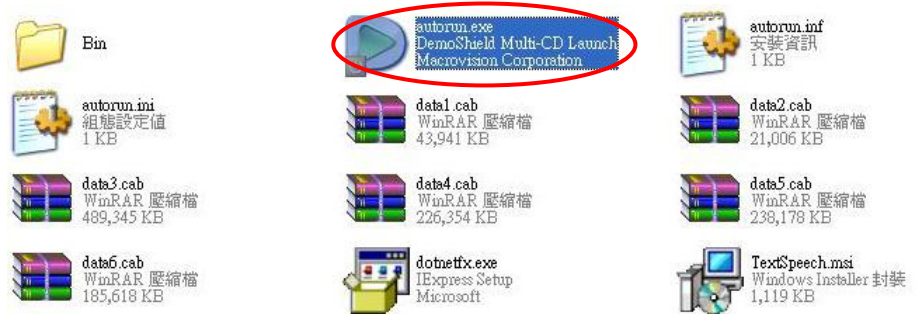 Bin
autorun.exe
DemoShield Multi-CD Launch
Macrovision Corporation
autorun.inf
安裝資訊
1 KB
autorun.ini
組態設定值
1 KB
data1.cab
WinRAR 壓縮檔
43,941 KB
data2.cab
WinRAR 壓縮檔
21,006 KB
data3.cab
WinRAR 壓縮檔
489,345 KB
data4.cab
WinRAR 壓縮檔
226,354 KB
data5.cab
WinRAR 壓縮檔
238,178 KB
data6.cab
WinRAR 壓縮檔
185,618 KB
dotnetfx.exe
IExpress Setup
Microsoft
TextSpeech.msi
Windows Installer 封裝
1,119 KB